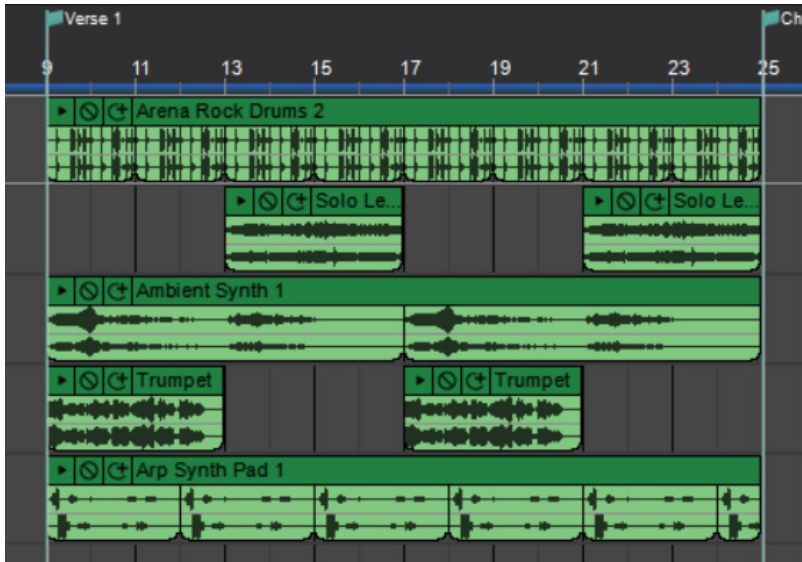 Verse 1
Ch
9 11 13 15 17 19 21 23 25
Arena Rock Drums 2
Solo Le... Solo Le...
Ambient Synth 1
Trumpet Trumpet
Arp Synth Pad 1